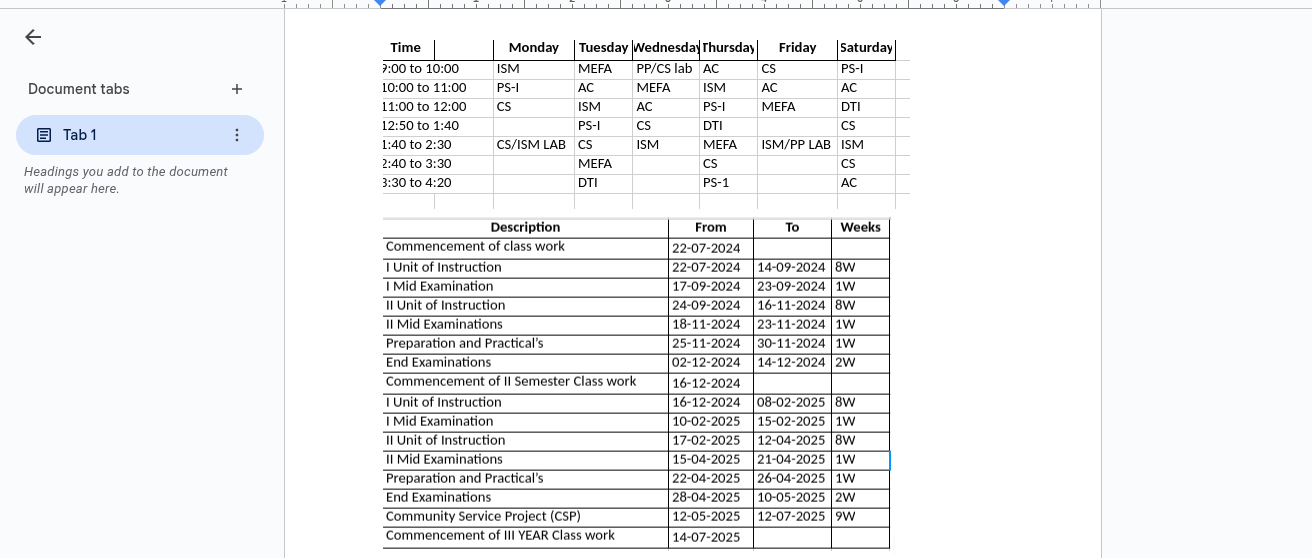 Document tabs
Tab 1
Headings you add to the document
will appear here.
Time Monday Tuesday Wednesday Thursday Friday Saturday
9:00 to 10:00 ISM MEFA PP/CS lab AC CS PS-I
10:00 to 11:00 PS-I AC MEFA ISM AC AC
11:00 to 12:00 CS ISM AC PS-I MEFA DTI
12:50 to 1:40 PS-I CS DTI CS
1:40 to 2:30 CS/ISM LAB CS ISM MEFA ISM/PP LAB ISM
2:40 to 3:30 MEFA CS CS
3:30 to 4:20 DTI PS-1 AC
Description From To Weeks
Commencement of class work 22-07-2024
I Unit of Instruction 22-07-2024 14-09-2024 8W
I Mid Examination 17-09-2024 23-09-2024 1W
II Unit of Instruction 24-09-2024 16-11-2024 8W
II Mid Examinations 18-11-2024 23-11-2024 1W
Preparation and Practical's 25-11-2024 30-11-2024 1W
End Examinations 02-12-2024 14-12-2024 2W
Commencement of II Semester Class work 16-12-2024
I Unit of Instruction 16-12-2024 08-02-2025 8W
I Mid Examination 10-02-2025 15-02-2025 1W
II Unit of Instruction 17-02-2025 12-04-2025 8W
II Mid Examinations 15-04-2025 21-04-2025 1W
Preparation and Practical's 22-04-2025 26-04-2025 1W
End Examinations 28-04-2025 10-05-2025 2W
Community Service Project (CSP) 12-05-2025 12-07-2025 9W
Commencement of III YEAR Class work 14-07-2025